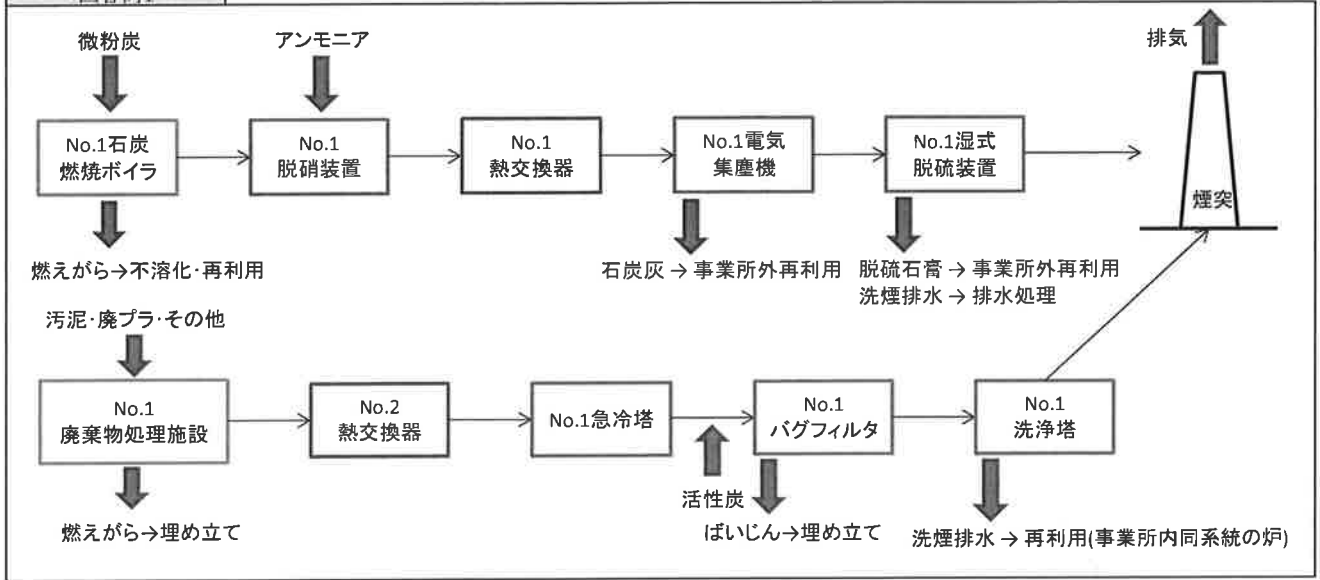 微粉炭
アンモニア
排気
No.1石炭
燃焼ボイラ
No.1
脱硝装置
No.1
熱交換器
No.1電気
集塵機
No.1湿式
脱硫装置
煙突
燃えがら→不溶化・再利用
石炭灰 → 事業所外再利用
脱硫石膏 → 事業所外再利用
洗煙排水 → 排水処理
汚泥・廃プラ・その他
No.1
廃棄物処理施設
No.2
熱交換器
No.1急冷塔
No.1
バグフィルタ
No.1
洗浄塔
活性炭
燃えがら→埋め立て
ばいじん→埋め立て
洗煙排水 → 再利用(事業所内同系統の炉)